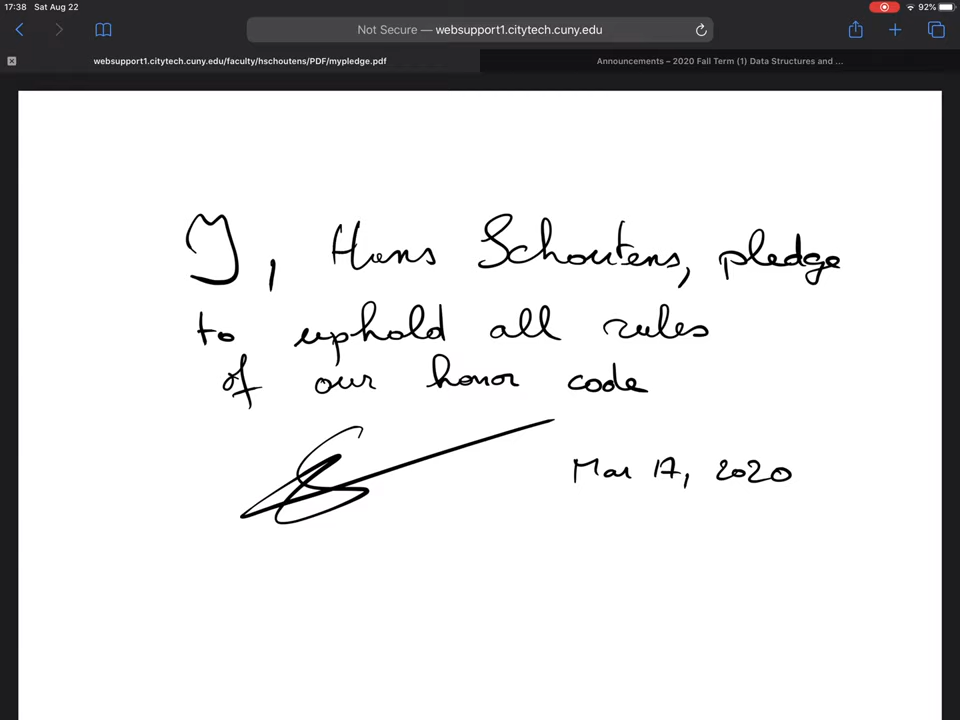 17:38 Sat Aug 22 92%
Not Secure — websupport1.citytech.cuny.edu
websupport1.citytech.cuny.edu/faculty/hschoutens/PDF/mypledge.pdf Announcements – 2020 Fall Term (1) Data Structures and ...
I, Hans Schoutens, pledge
to uphold all rules
of our honor code
Mar 17, 2020